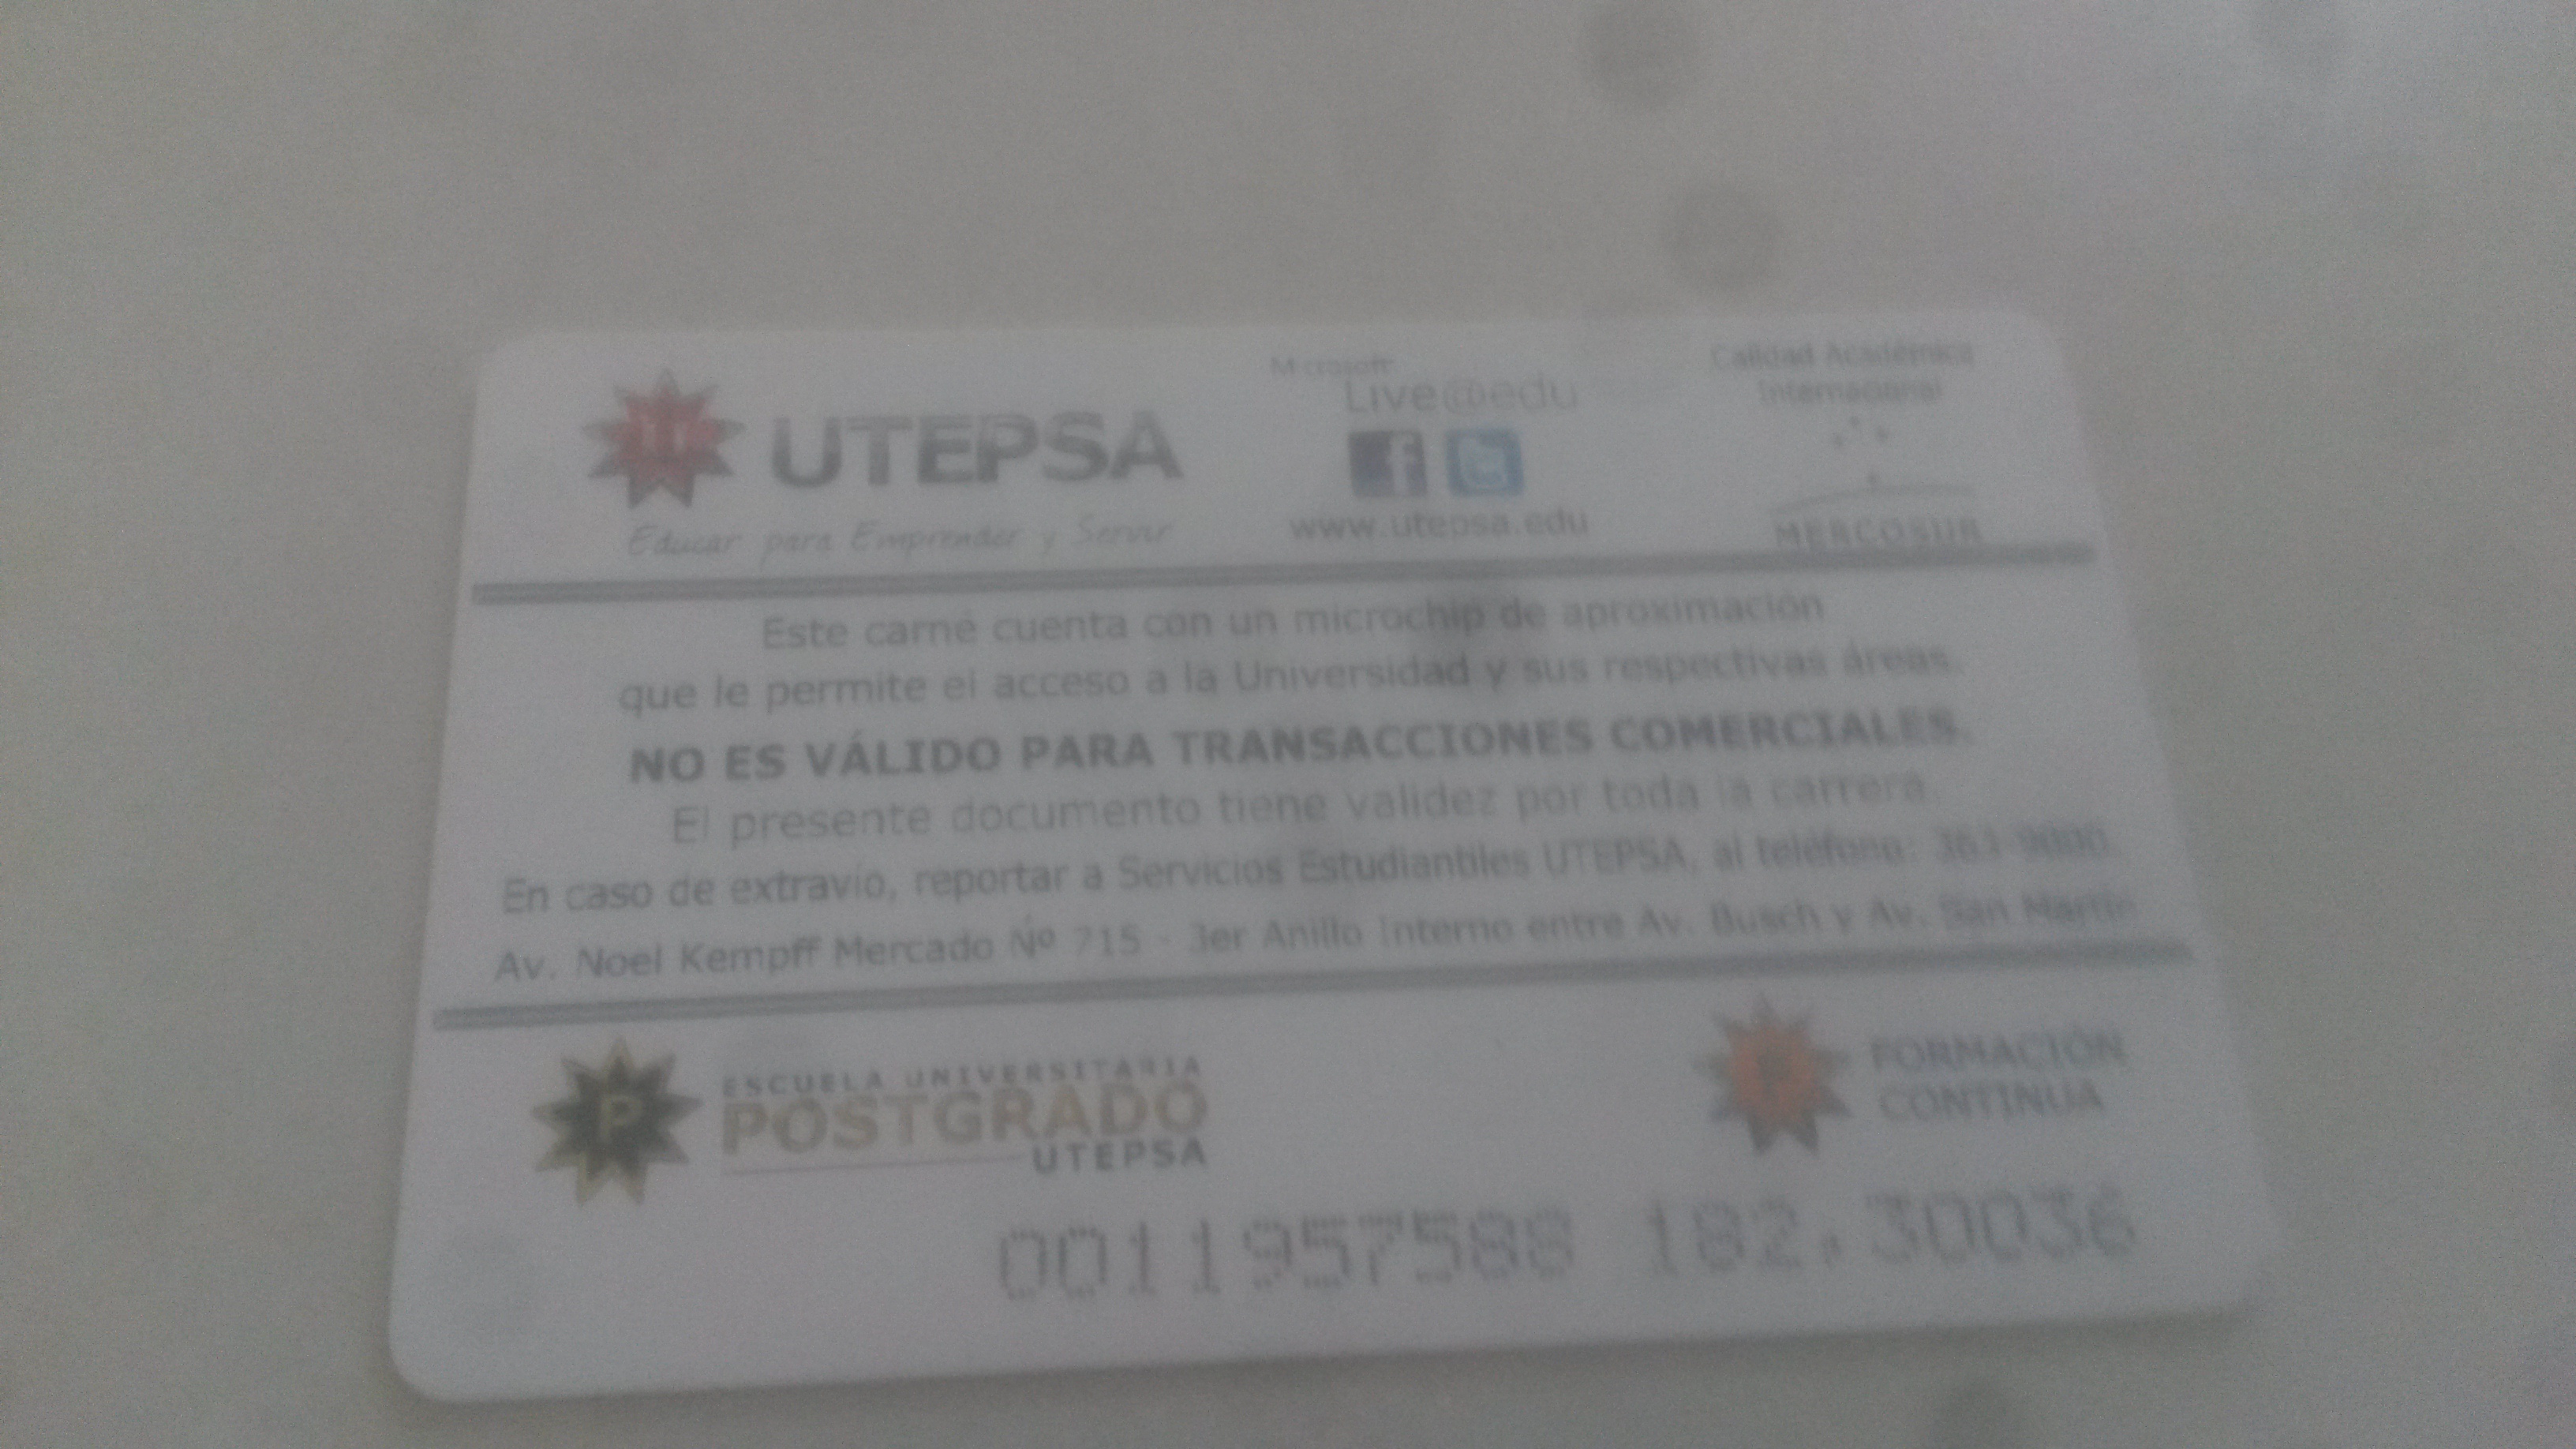 UTEPSA
Educar para Emprender y Servir
Microsoft
Live@edu
www.utepsa.edu
Calidad Académica
Internacional
MERCOSUR
Este carné cuenta con un microchip de aproximación
que le permite el acceso a la Universidad y sus respectivas áreas.
NO ES VÁLIDO PARA TRANSACCIONES COMERCIALES.
El presente documento tiene validez por toda la carrera.
En caso de extravío, reportar a Servicios Estudiantiles UTEPSA, al teléfono: 363 9000.
Av. Noel Kempff Mercado Nº 715 - 3er Anillo Interno entre Av. Busch y Av. San Martín
P
ESCUELA UNIVERSITARIA
POSTGRADO
UTEPSA
FORMACIÓN
CONTINUA
0011957588 182,30036